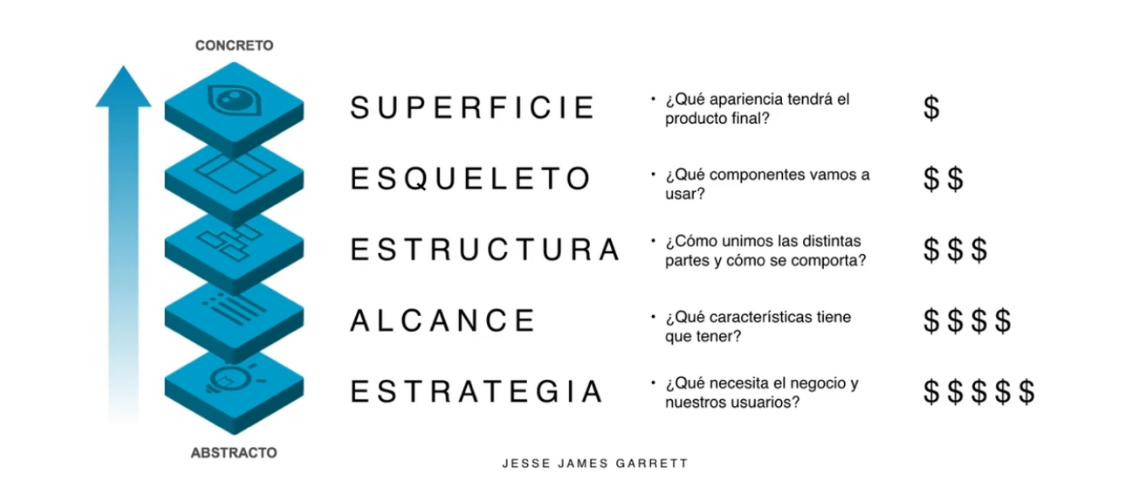 CONCRETO
SUPERFICIE
• ¿Qué apariencia tendrá el
producto final?
$
ESQUELETO
• ¿Qué componentes vamos a
usar?
$$
ESTRUCTURA
• ¿Cómo unimos las distintas
partes y cómo se comporta?
$$$
ALCANCE
• ¿Qué características tiene
que tener?
$$$$
ESTRATEGIA
• ¿Qué necesita el negocio y
nuestros usuarios?
$$$$$
ABSTRACTO
JESSE JAMES GARRETT